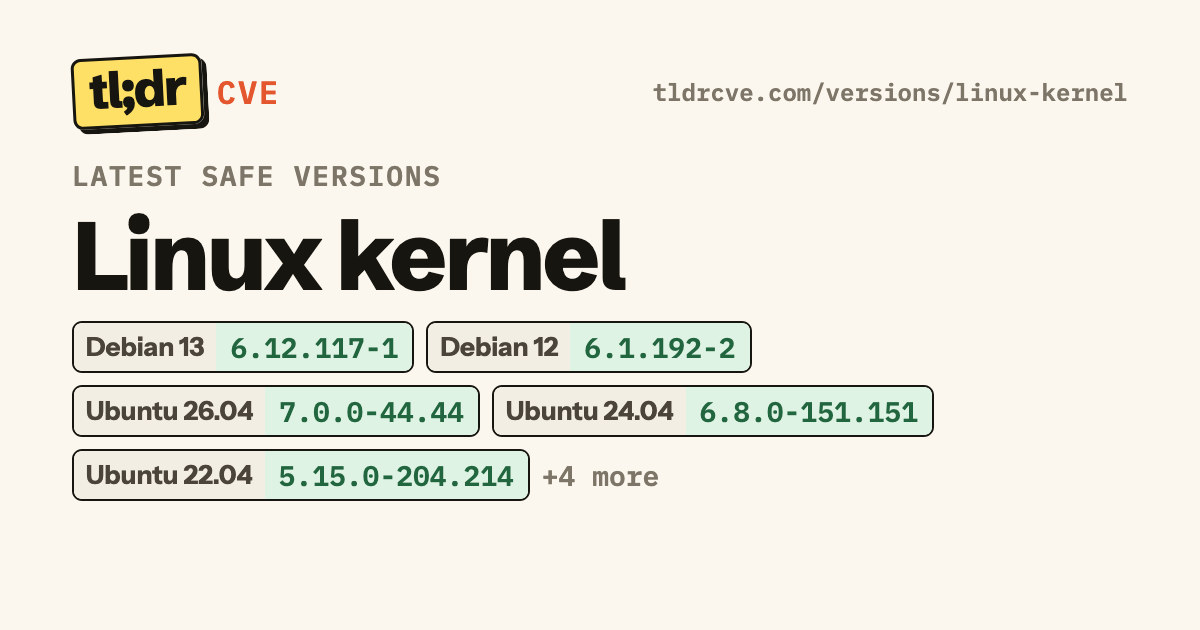 tl;dr CVE tldrcve.com/versions/linux-kernel
LATEST SAFE VERSIONS
Linux kernel
Debian 13 6.12.117-1 Debian 12 6.1.192-2
Ubuntu 26.04 7.0.0-44.44 Ubuntu 24.04 6.8.0-151.151
Ubuntu 22.04 5.15.0-204.214 +4 more